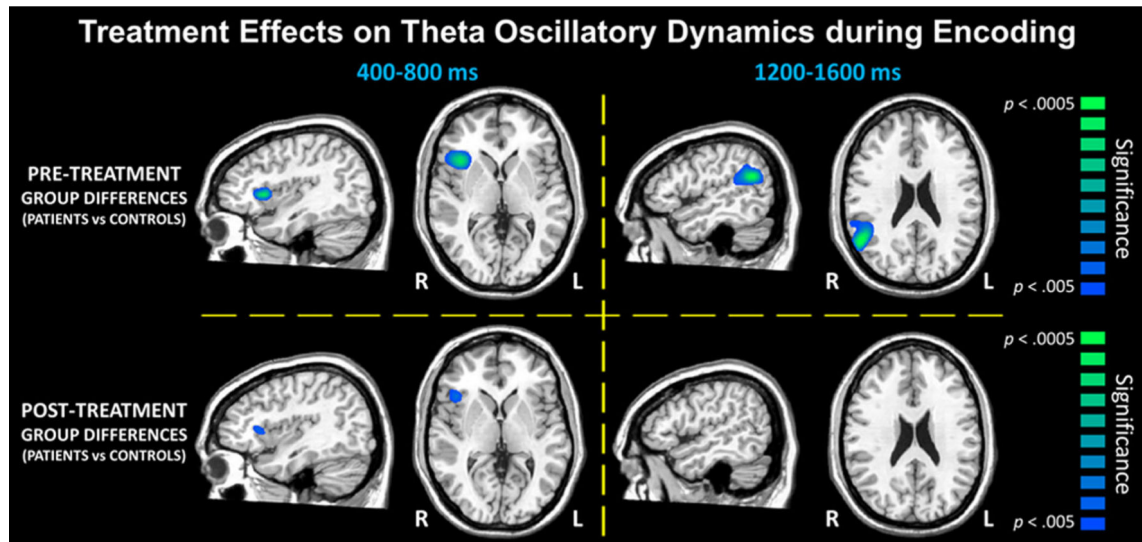 Treatment Effects on Theta Oscillatory Dynamics during Encoding
400-800 ms
1200-1600 ms
PRE-TREATMENT
GROUP DIFFERENCES
(PATIENTS vs CONTROLS)
R
L
R
L
p < .0005
Significance
p < .005
POST-TREATMENT
GROUP DIFFERENCES
(PATIENTS vs CONTROLS)
R
L
R
L
p < .0005
Significance
p < .005